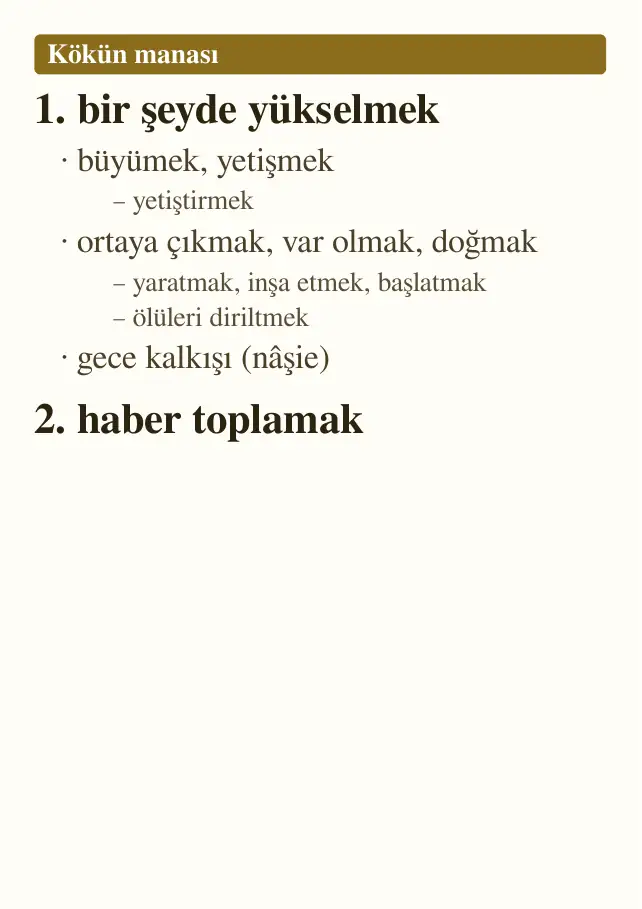 Kökün manası
1. bir şeyde yükselmek
· büyümek, yetişmek
– yetiştirmek
· ortaya çıkmak, var olmak, doğmak
– yaratmak, inşa etmek, başlatmak
– ölüleri diriltmek
· gece kalkışı (nâşie)
2. haber toplamak